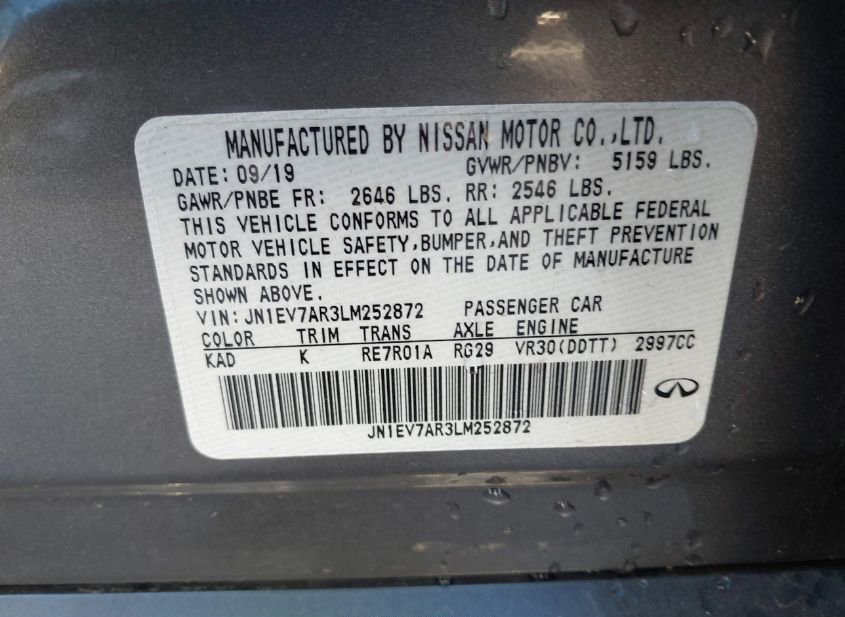 MANUFACTURED BY NISSAN MOTOR CO.,LTD.
DATE: 09/19 GVWR/PNBV: 5159 LBS.
GAWR/PNBE FR: 2646 LBS. RR: 2546 LBS.
THIS VEHICLE CONFORMS TO ALL APPLICABLE FEDERAL
MOTOR VEHICLE SAFETY,BUMPER,AND THEFT PREVENTION
STANDARDS IN EFFECT ON THE DATE OF MANUFACTURE
SHOWN ABOVE.
VIN: JN1EV7AR3LM252872 PASSENGER CAR
COLOR TRIM TRANS AXLE ENGINE
KAD K RE7R01A RG29 VR30(DDTT) 2997CC
JN1EV7AR3LM252872